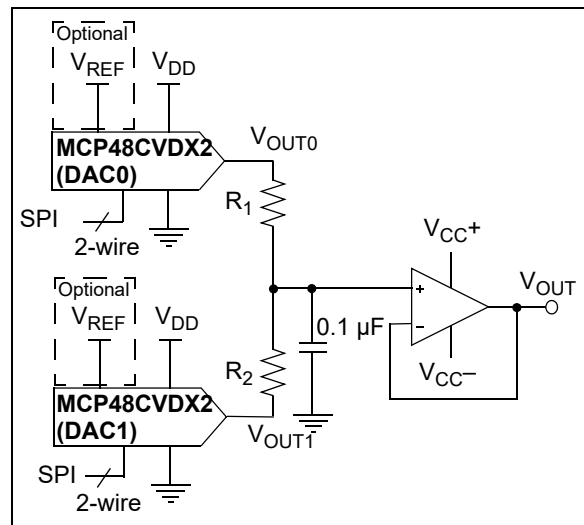 Optional
VREF
VDD
MCP48CVDX2
(DAC0)
SPI
2-wire
VOUT0
R1
Optional
VREF
VDD
R2
0.1 µF
MCP48CVDX2
(DAC1)
SPI
2-wire
VOUT1
VCC+
+
–
VCC–
VOUT